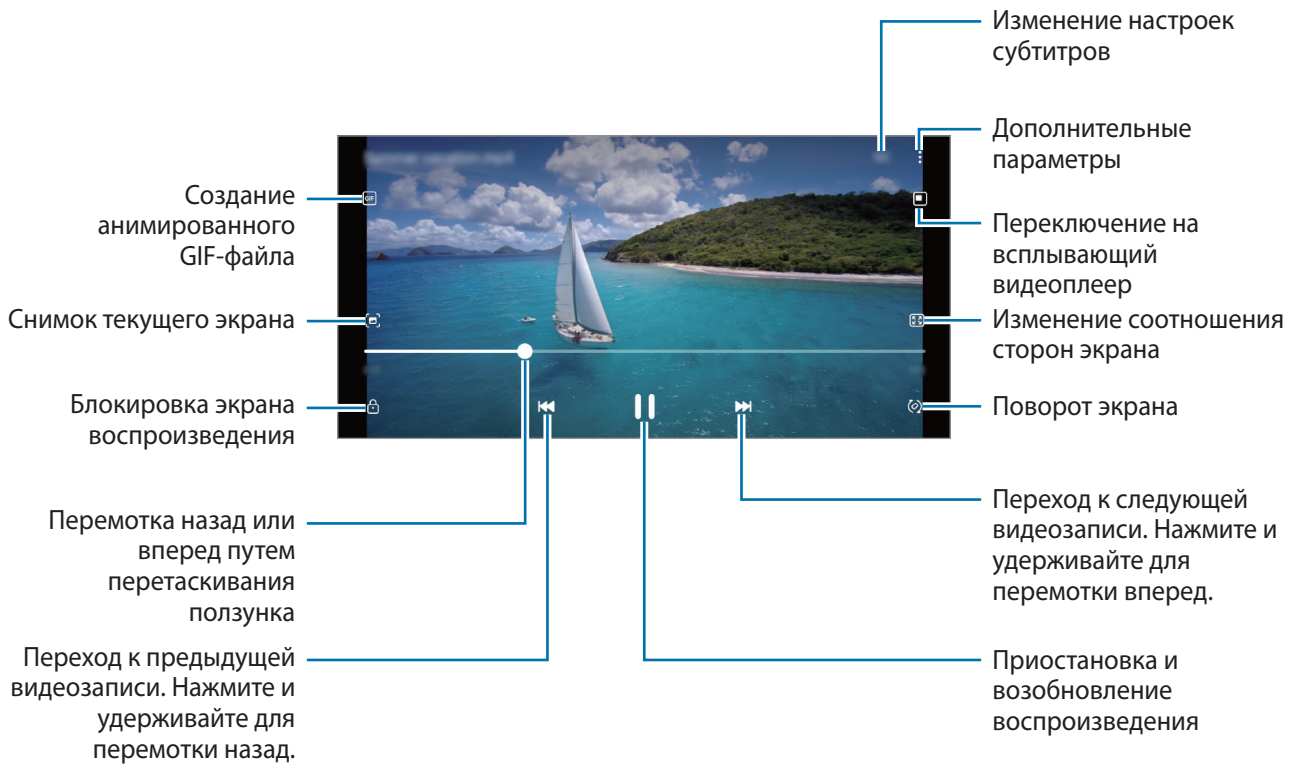 Изменение настроек
субтитров
Дополнительные
параметры
Создание
анимированного
GIF-файла
GIF
Переключение на
всплывающий
видеоплеер
Снимок текущего экрана
Изменение соотношения
сторон экрана
Блокировка экрана
воспроизведения
Поворот экрана
Перемотка назад или
вперед путем
перетаскивания
ползунка
Переход к следующей
видеозаписи. Нажмите и
удерживайте для
перемотки вперед.
Переход к предыдущей
видеозаписи. Нажмите и
удерживайте для
перемотки назад.
Приостановка и
возобновление
воспроизведения